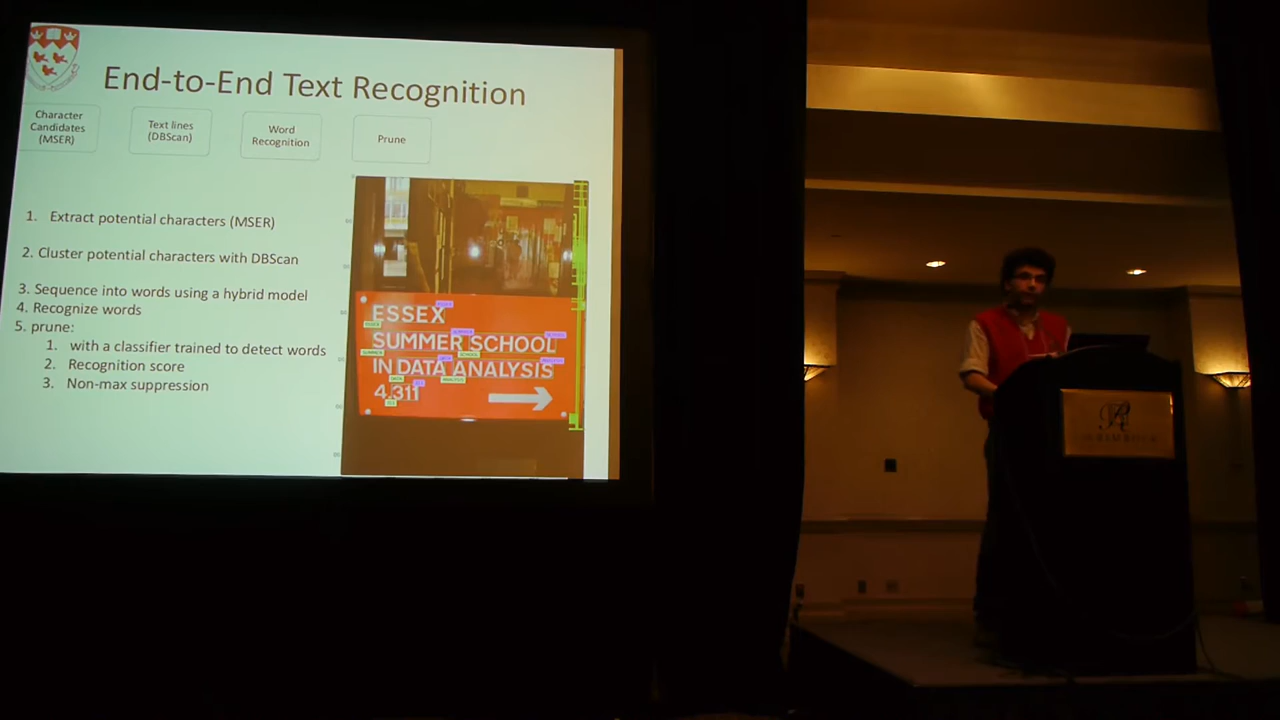 End-to-End Text Recognition
Character
Candidates
(MSER)
Text lines
(DBScan)
Word
Recognition
Prune
1. Extract potential characters (MSER)
2. Cluster potential characters with DBScan
3. Sequence into words using a hybrid model
4. Recognize words
5. prune:
1. with a classifier trained to detect words
2. Recognition score
3. Non-max suppression
ESSEX
SUMMER SCHOOL
IN DATA ANALYSIS
4.311